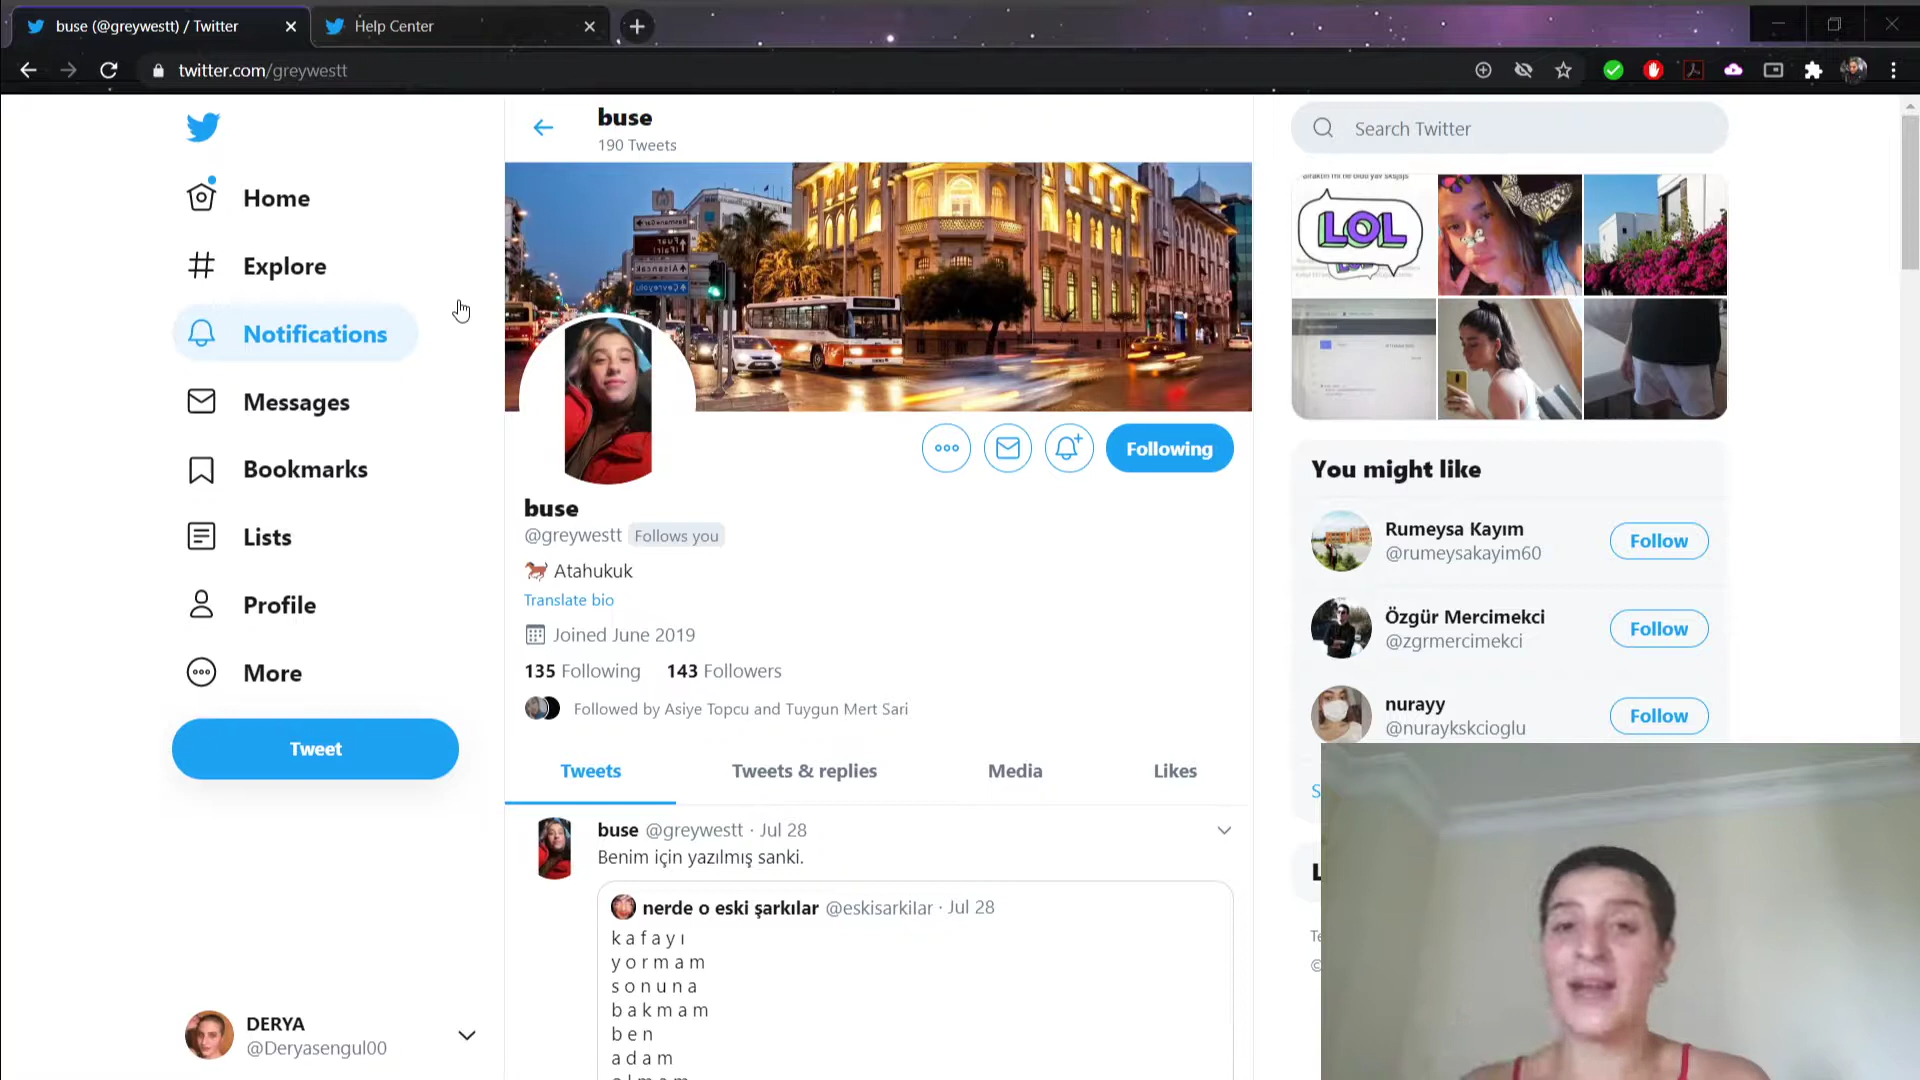 buse (@greywestt) / Twitter
Help Center
twitter.com/greywestt
Home
Explore
Notifications
Messages
Bookmarks
Lists
Profile
More
Tweet
DERYA
@Deryasengul00
buse
190 Tweets
Following
buse
@greywestt Follows you
Atahukuk
Translate bio
Joined June 2019
135 Following 143 Followers
Followed by Asiye Topcu and Tuygun Mert Sari
Tweets Tweets & replies Media Likes
buse @greywestt · Jul 28
Benim için yazılmış sanki.
nerde o eski şarkılar @eskisarkilar · Jul 28
k a f a y ı
y o r m a m
s o n u n a
b a k m a m
b e n
a d a m
Search Twitter
LOL
You might like
Rumeysa Kayım
@rumeysakayim60
Follow
Özgür Mercimekci
@zgrmercimekci
Follow
nurayy
@nuraykskcioglu
Follow